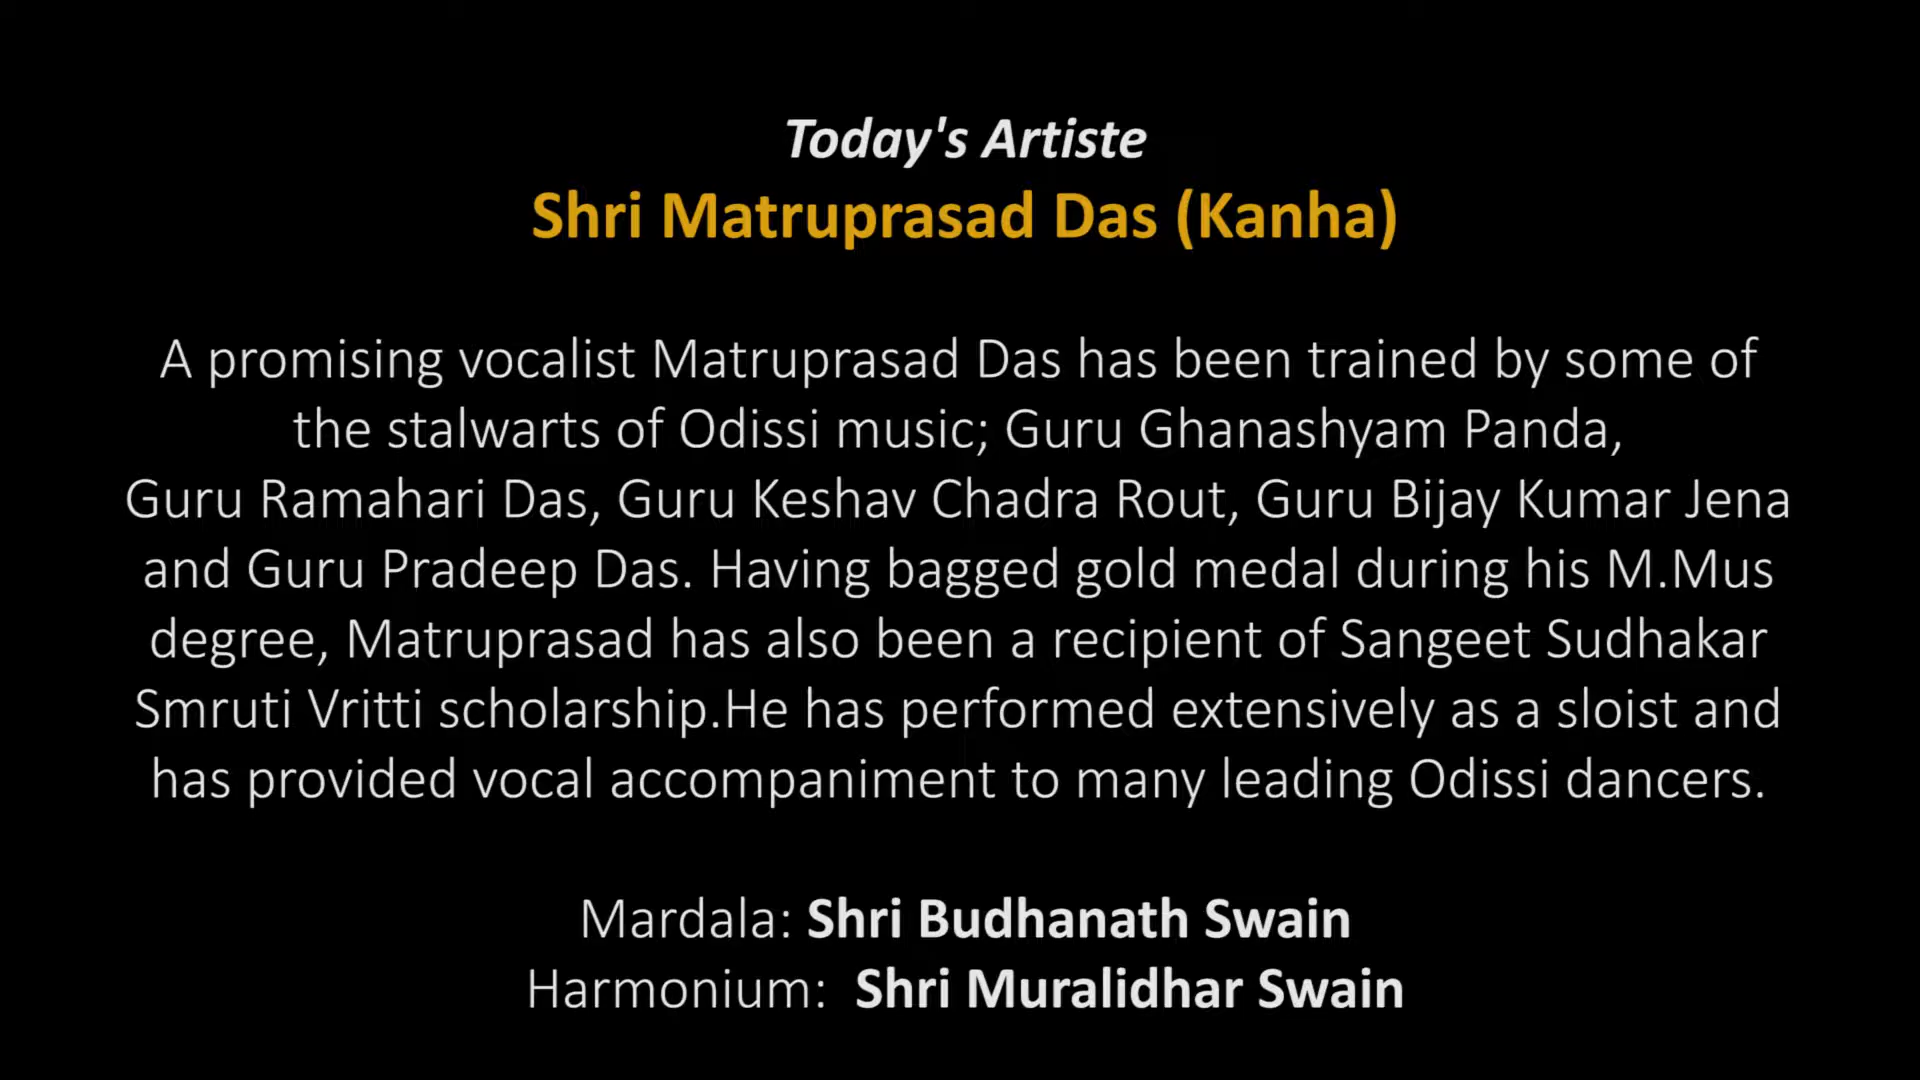 Today's Artiste
Shri Matruprasad Das (Kanha)
A promising vocalist Matruprasad Das has been trained by some of
the stalwarts of Odissi music; Guru Ghanashyam Panda,
Guru Ramahari Das, Guru Keshav Chadra Rout, Guru Bijay Kumar Jena
and Guru Pradeep Das. Having bagged gold medal during his M.Mus
degree, Matruprasad has also been a recipient of Sangeet Sudhakar
Smruti Vritti scholarship.He has performed extensively as a sloist and
has provided vocal accompaniment to many leading Odissi dancers.
Mardala: Shri Budhanath Swain
Harmonium: Shri Muralidhar Swain